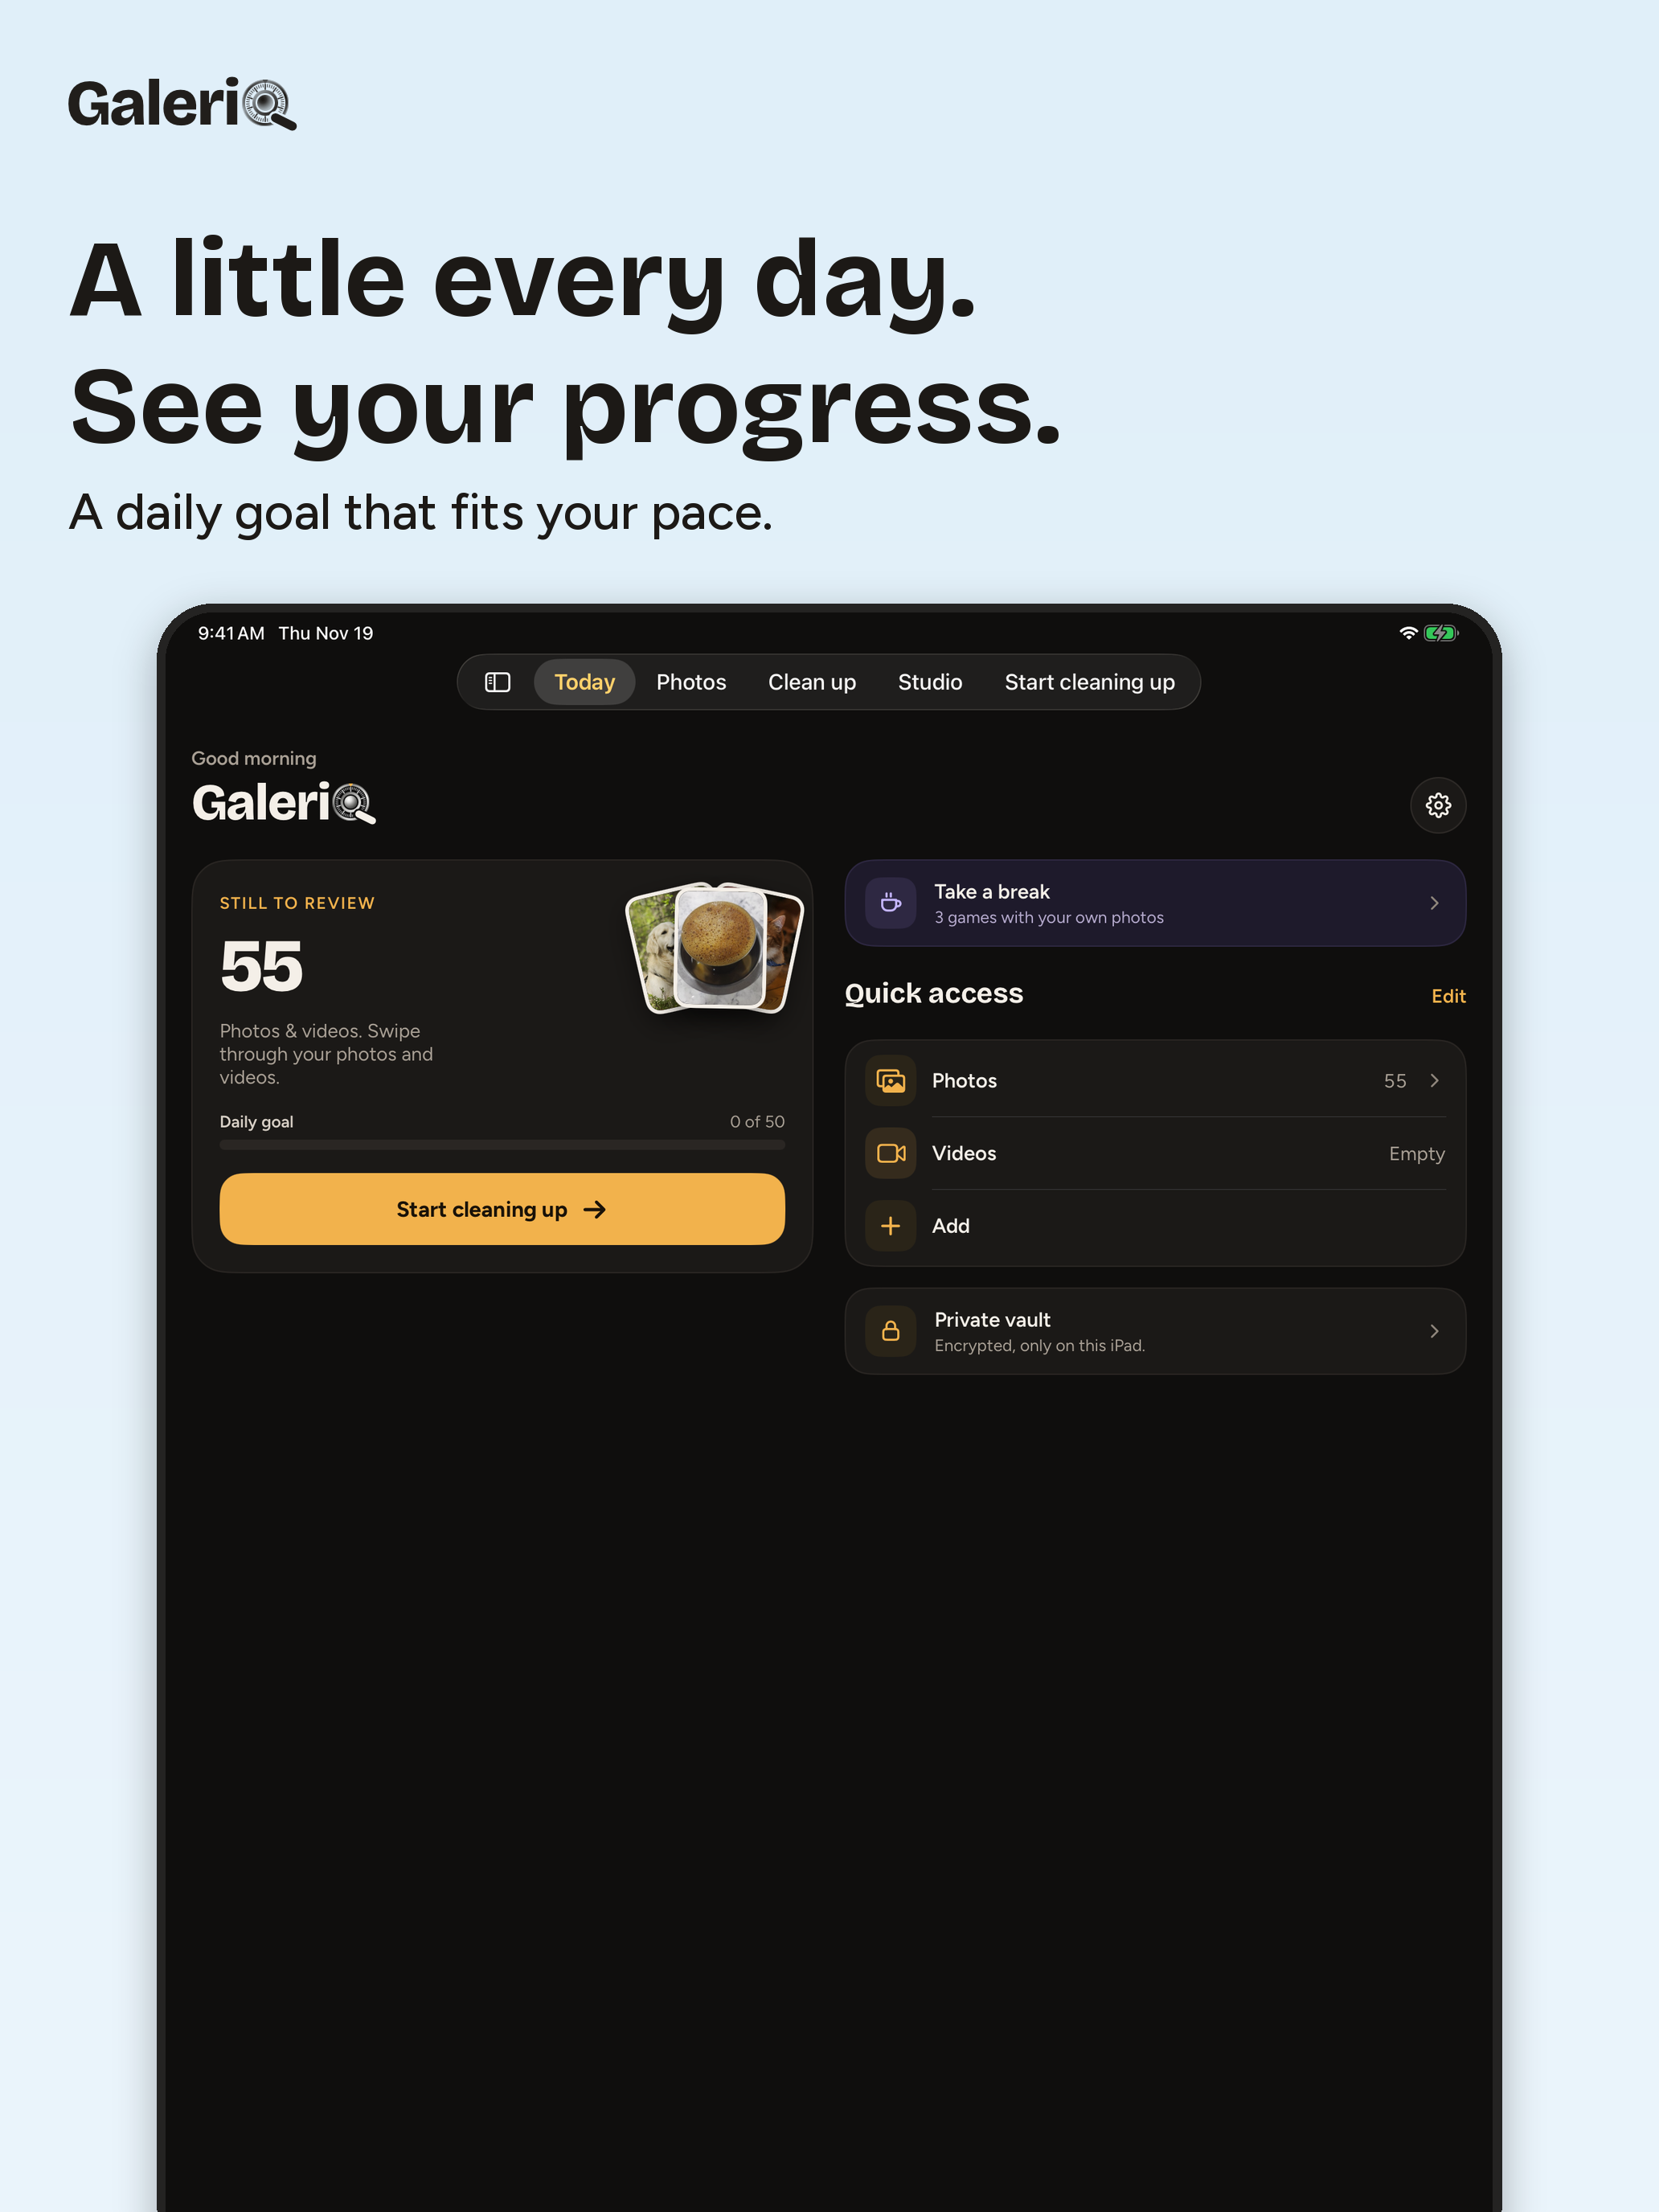 GaleriQ
A little every day.
See your progress.
A daily goal that fits your pace.
9:41 AM Thu Nov 19
Today Photos Clean up Studio Start cleaning up
Good morning
GaleriQ
STILL TO REVIEW
55
Photos & videos. Swipe
through your photos and
videos.
Daily goal 0 of 50
Start cleaning up
Take a break
3 games with your own photos
Quick access Edit
Photos 55
Videos Empty
Add
Private vault
Encrypted, only on this iPad.